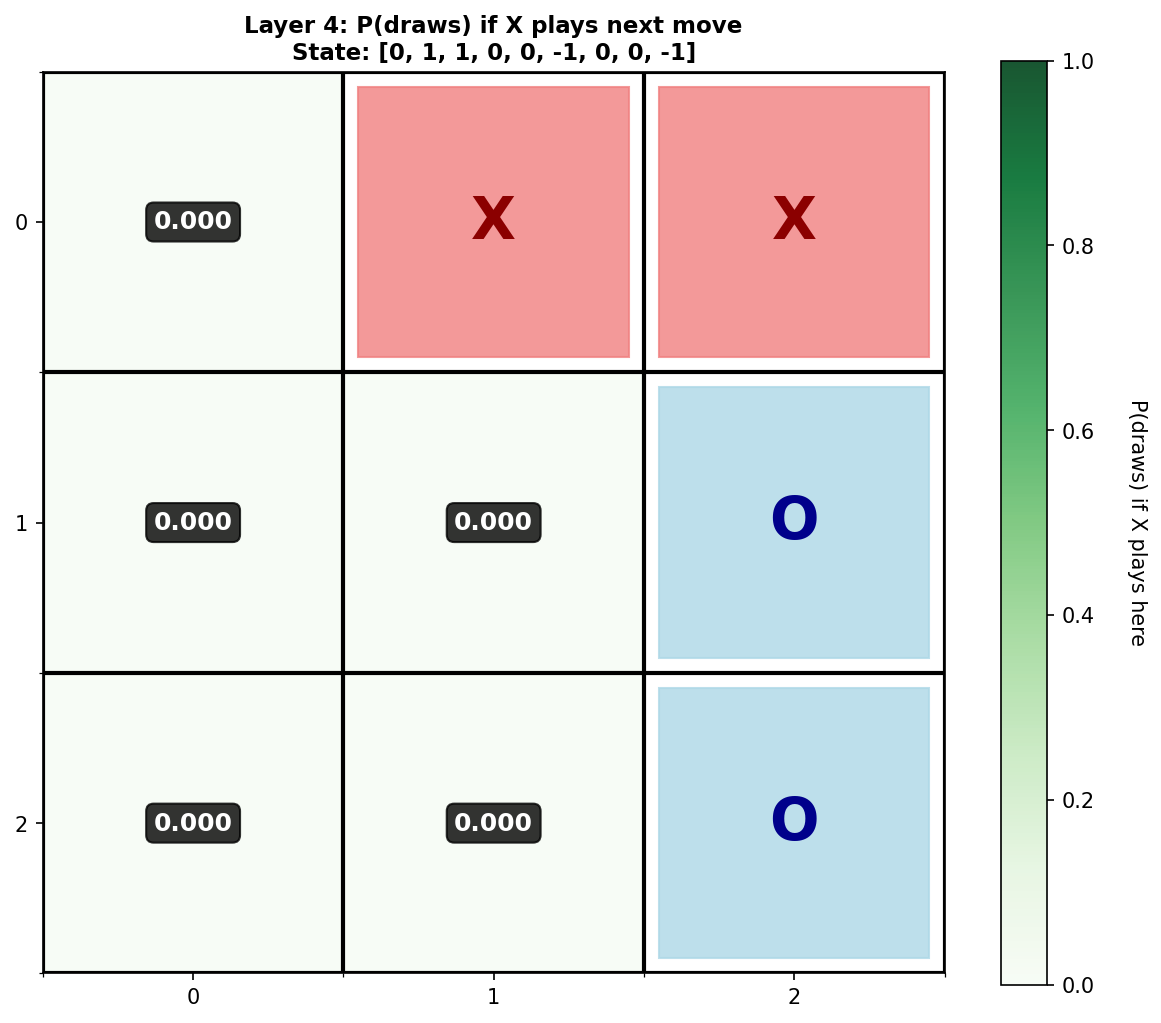 Layer 4: P(draws) if X plays next move
State: [0, 1, 1, 0, 0, -1, 0, 0, -1]
1.0
0 0.000 X X
0.8
0.6
P(draws) if X plays here
1 0.000 0.000 O
0.4
0.2
2 0.000 0.000 O
0.0
0 1 2